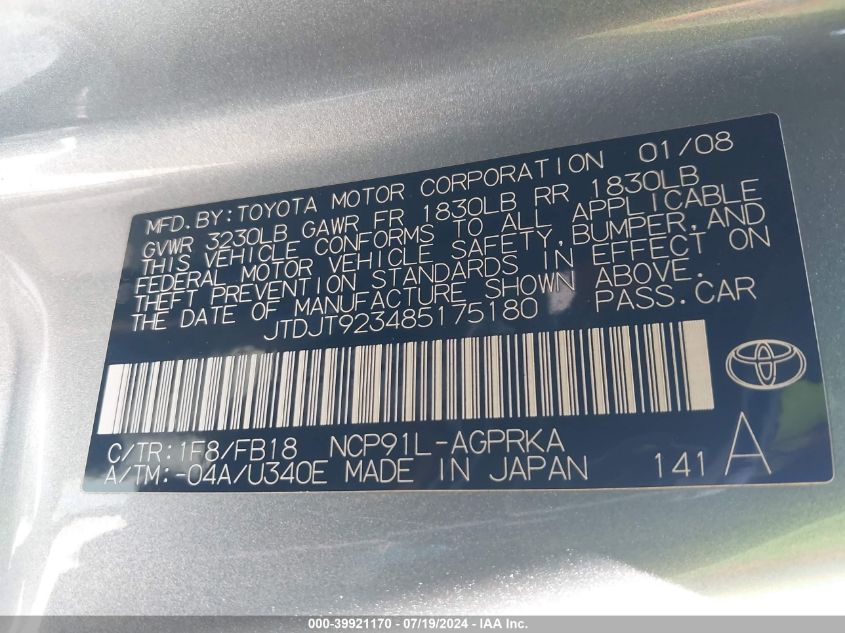 MFD.BY:TOYOTA MOTOR CORPORATION 01/08
GVWR 3230LB GAWR FR 1830LB RR 1830LB
THIS VEHICLE CONFORMS TO ALL APPLICABLE
FEDERAL MOTOR VEHICLE SAFETY,BUMPER,AND
THEFT PREVENTION STANDARDS IN EFFECT ON
THE DATE OF MANUFACTURE SHOWN ABOVE.
JTDJT923485175180 PASS.CAR
C/TR:1F8/FB18 NCP91L-AGPRKA
A/TM:-04A/U340E MADE IN JAPAN 141 A
000-39921170 - 07/19/2024 - IAA Inc.